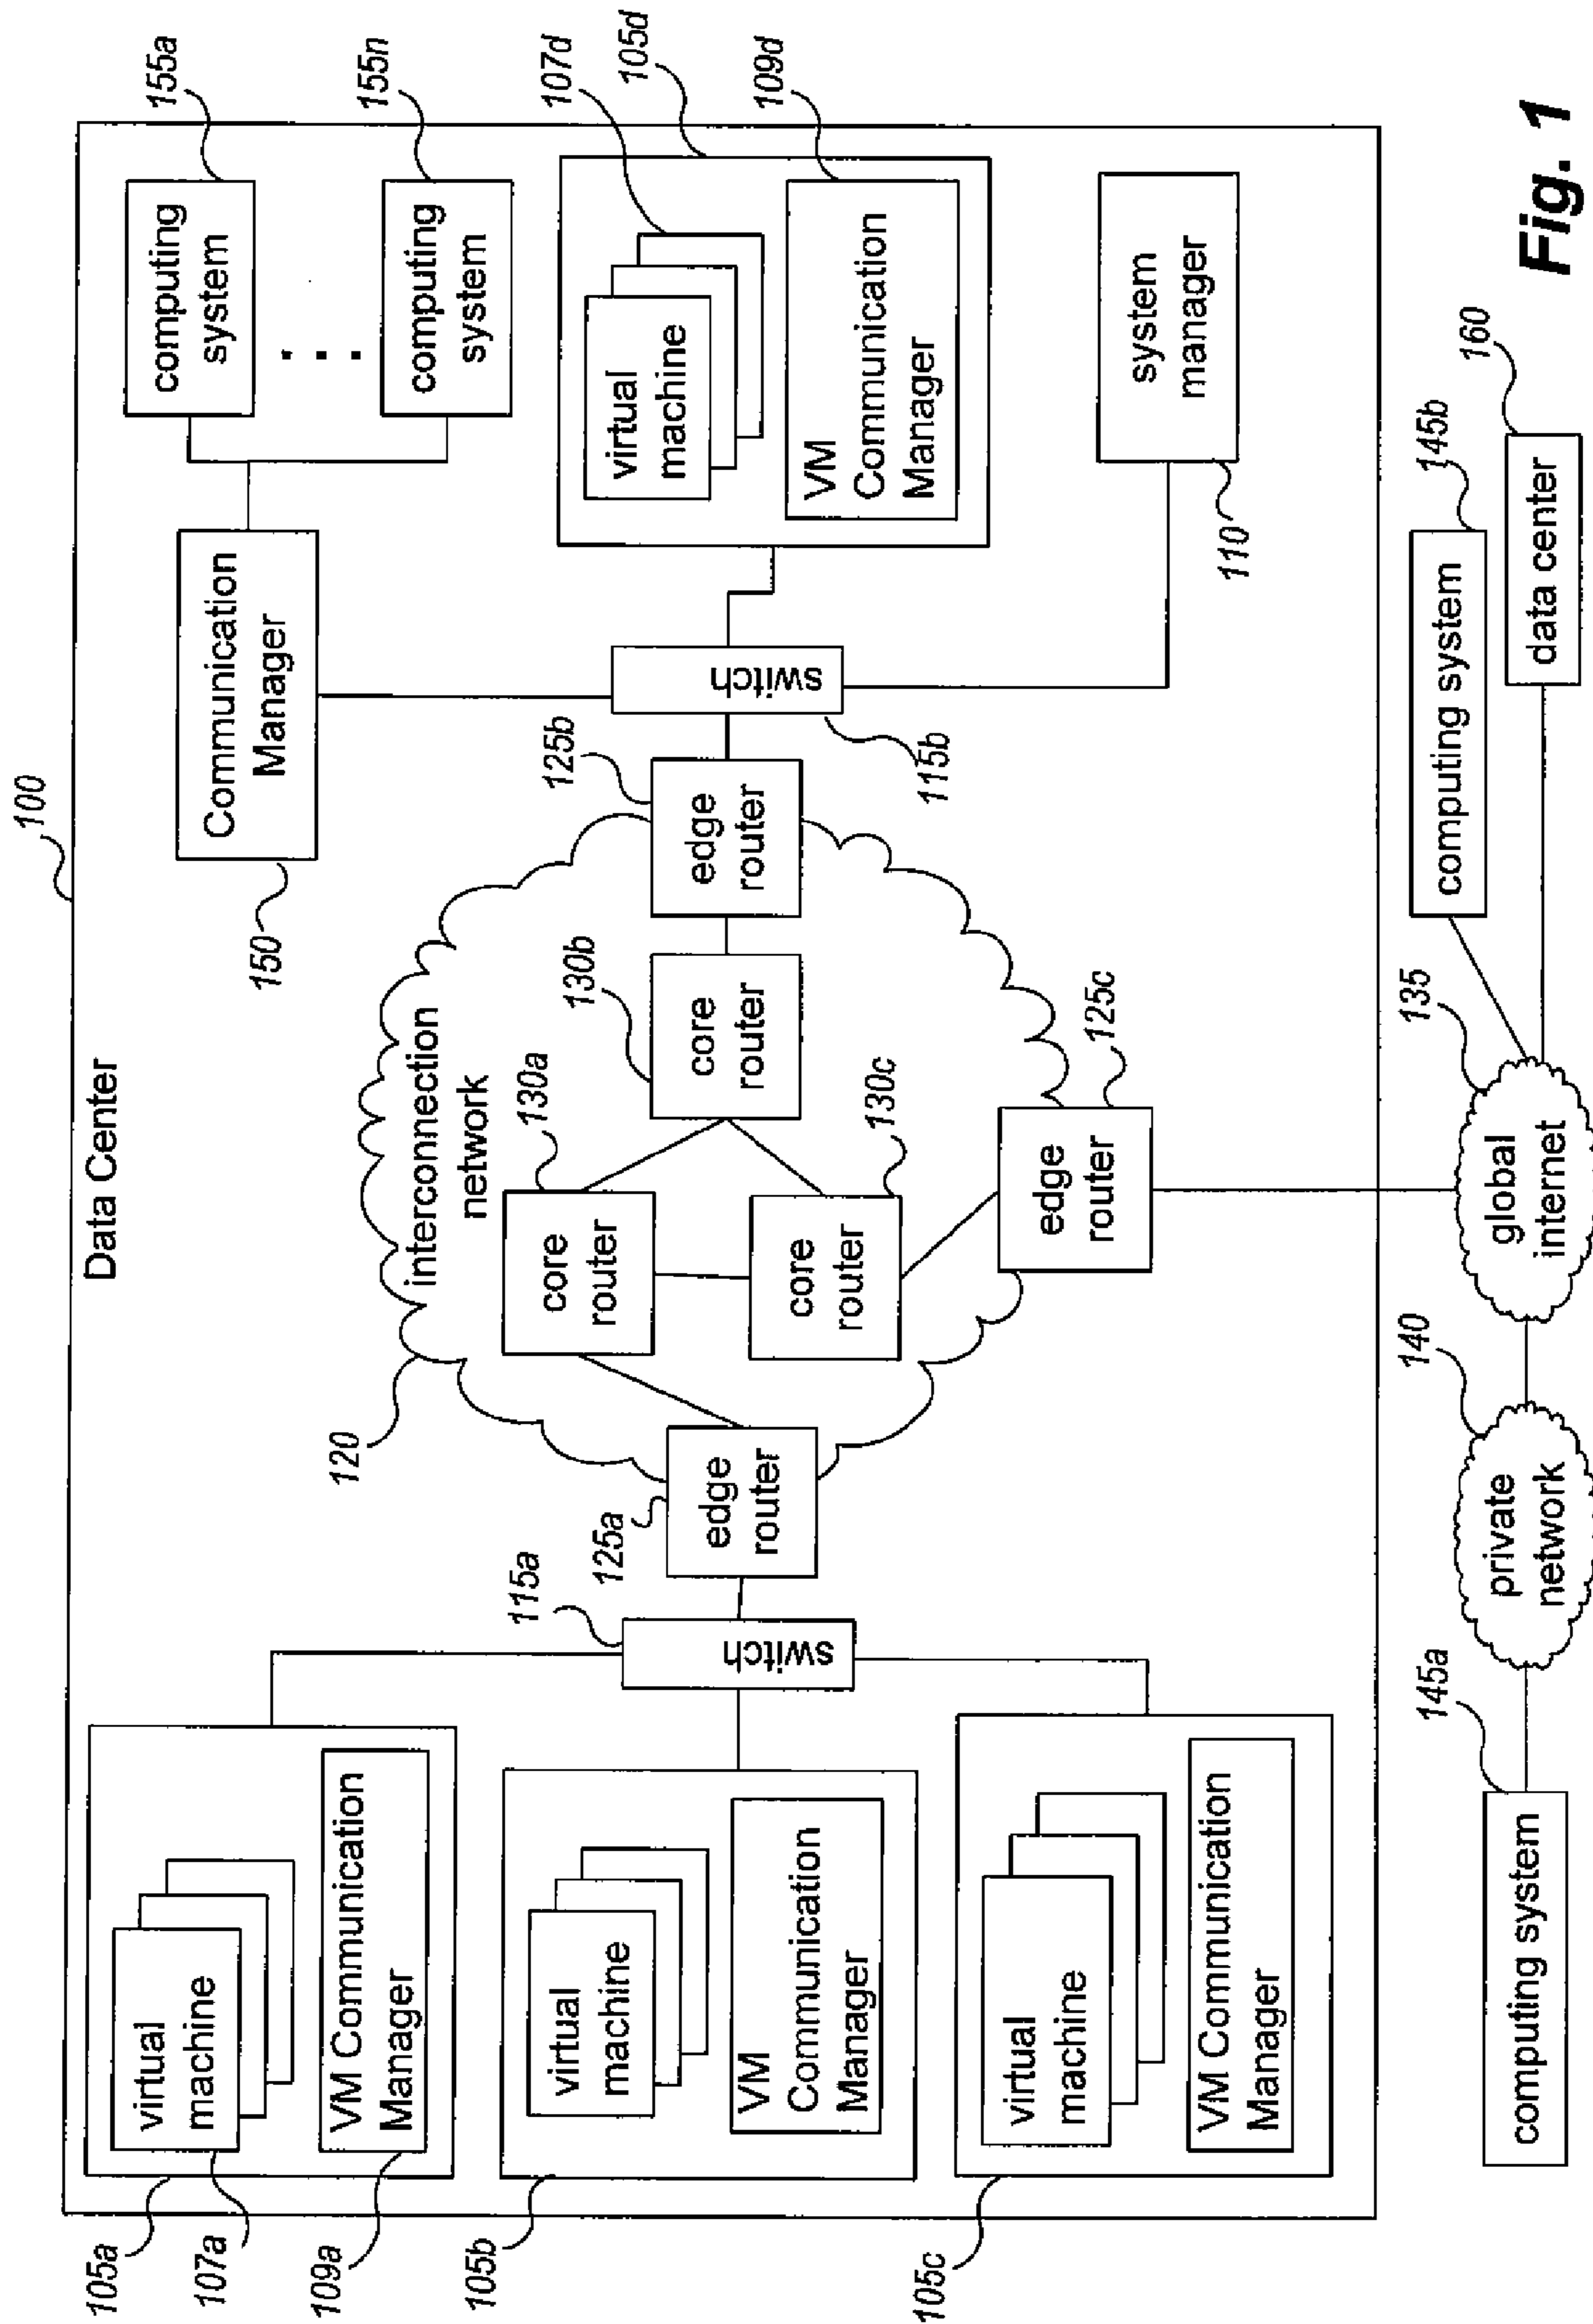 100
Data Center
105a
107a
109a
virtual
machine
VM Communication
Manager
105b
virtual
machine
VM
Communication
Manager
105c
virtual
machine
VM Communication
Manager
115a
switch
125a
edge
router
120
interconnection
network
130a
core
router
130b
core
router
130c
core
router
125b
edge
router
125c
edge
router
115b
switch
150
Communication
Manager
155a
computing
system
. . .
155n
computing
system
107d
105d
109d
virtual
machine
VM
Communication
Manager
110
system
manager
145a
computing system
140
private
network
135
global
internet
145b
computing system
160
data center
Fig. 1